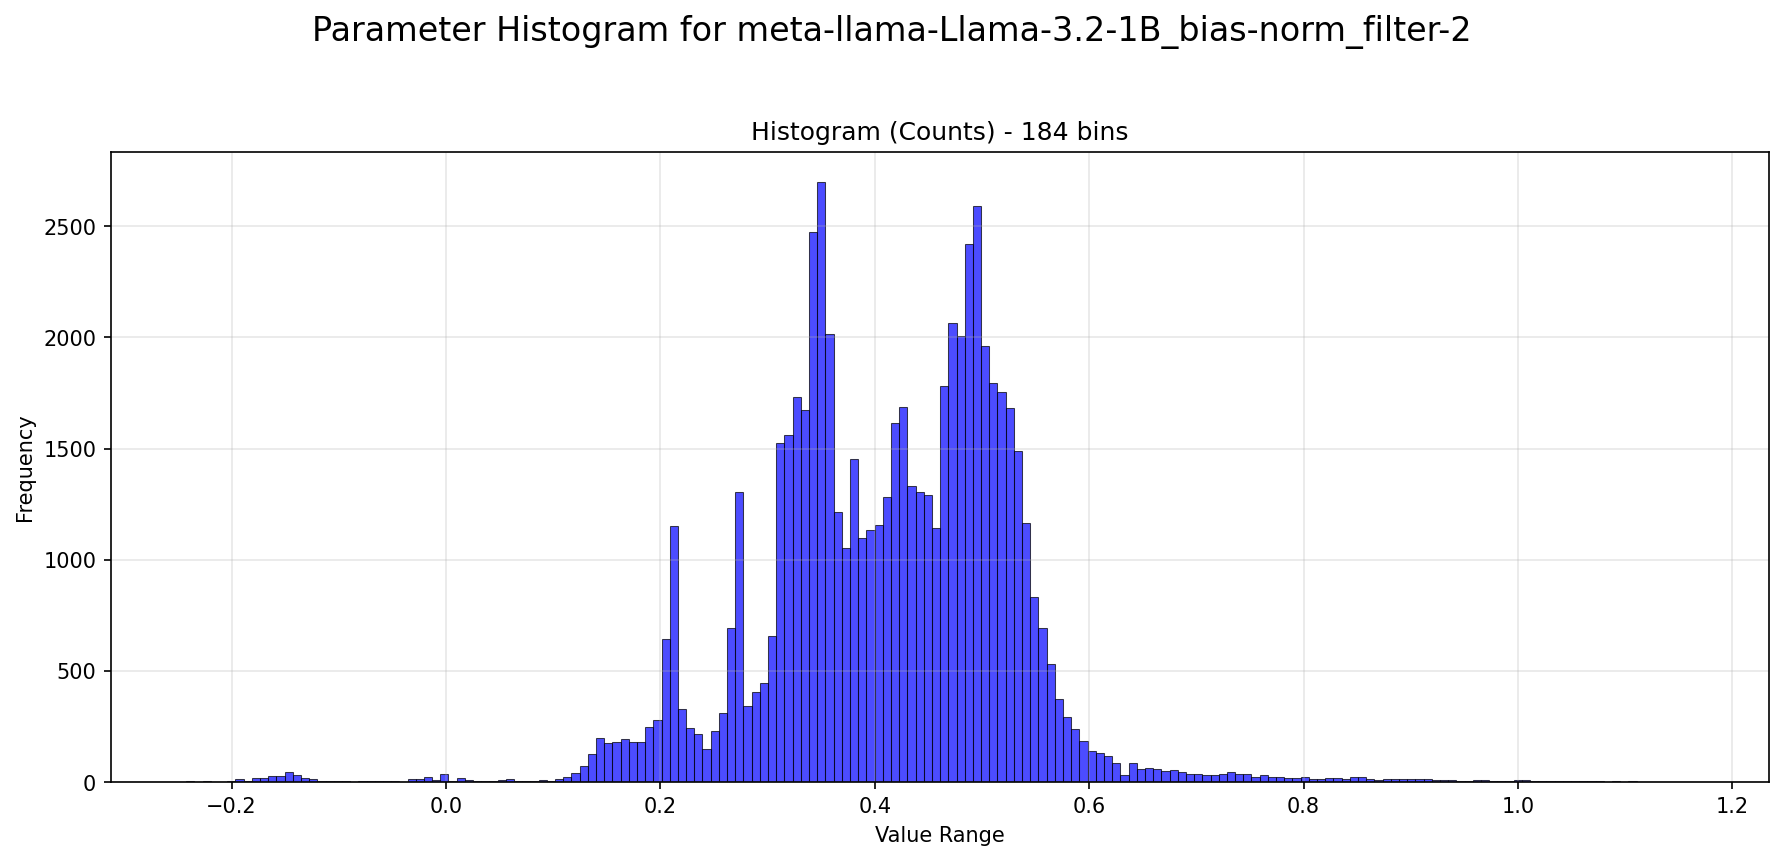 Parameter Histogram for meta-llama-Llama-3.2-1B_bias-norm_filter-2
Histogram (Counts) - 184 bins
2500
2000
1500
1000
500
0
Frequency
−0.2 0.0 0.2 0.4 0.6 0.8 1.0 1.2
Value Range